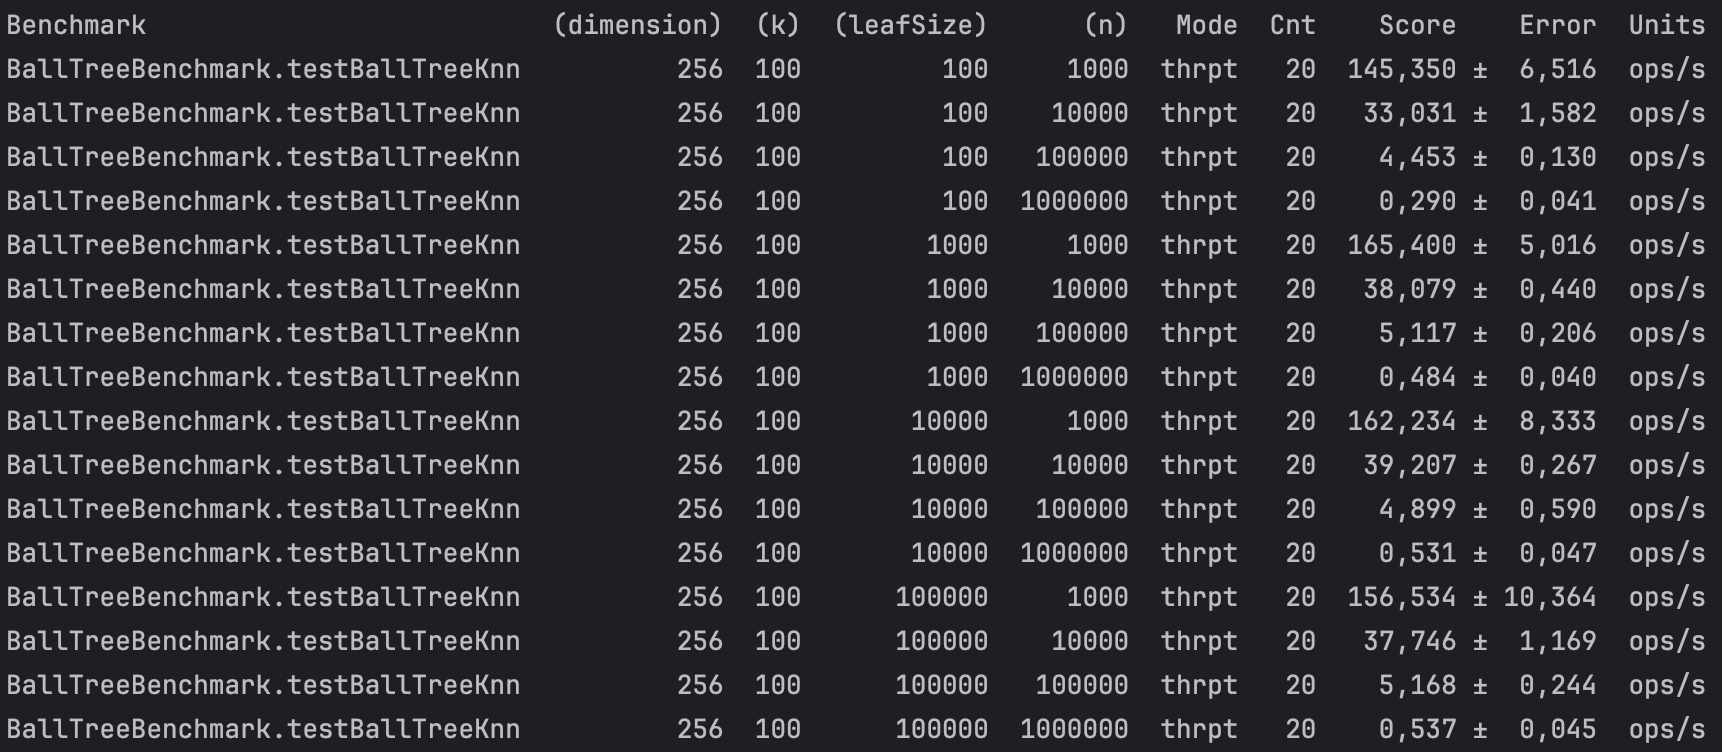 Benchmark (dimension) (k) (leafSize) (n) Mode Cnt Score Error Units
BallTreeBenchmark.testBallTreeKnn 256 100 100 1000 thrpt 20 145,350 ± 6,516 ops/s
BallTreeBenchmark.testBallTreeKnn 256 100 100 10000 thrpt 20 33,031 ± 1,582 ops/s
BallTreeBenchmark.testBallTreeKnn 256 100 100 100000 thrpt 20 4,453 ± 0,130 ops/s
BallTreeBenchmark.testBallTreeKnn 256 100 100 1000000 thrpt 20 0,290 ± 0,041 ops/s
BallTreeBenchmark.testBallTreeKnn 256 100 1000 1000 thrpt 20 165,400 ± 5,016 ops/s
BallTreeBenchmark.testBallTreeKnn 256 100 1000 10000 thrpt 20 38,079 ± 0,440 ops/s
BallTreeBenchmark.testBallTreeKnn 256 100 1000 100000 thrpt 20 5,117 ± 0,206 ops/s
BallTreeBenchmark.testBallTreeKnn 256 100 1000 1000000 thrpt 20 0,484 ± 0,040 ops/s
BallTreeBenchmark.testBallTreeKnn 256 100 10000 1000 thrpt 20 162,234 ± 8,333 ops/s
BallTreeBenchmark.testBallTreeKnn 256 100 10000 10000 thrpt 20 39,207 ± 0,267 ops/s
BallTreeBenchmark.testBallTreeKnn 256 100 10000 100000 thrpt 20 4,899 ± 0,590 ops/s
BallTreeBenchmark.testBallTreeKnn 256 100 10000 1000000 thrpt 20 0,531 ± 0,047 ops/s
BallTreeBenchmark.testBallTreeKnn 256 100 100000 1000 thrpt 20 156,534 ± 10,364 ops/s
BallTreeBenchmark.testBallTreeKnn 256 100 100000 10000 thrpt 20 37,746 ± 1,169 ops/s
BallTreeBenchmark.testBallTreeKnn 256 100 100000 100000 thrpt 20 5,168 ± 0,244 ops/s
BallTreeBenchmark.testBallTreeKnn 256 100 100000 1000000 thrpt 20 0,537 ± 0,045 ops/s